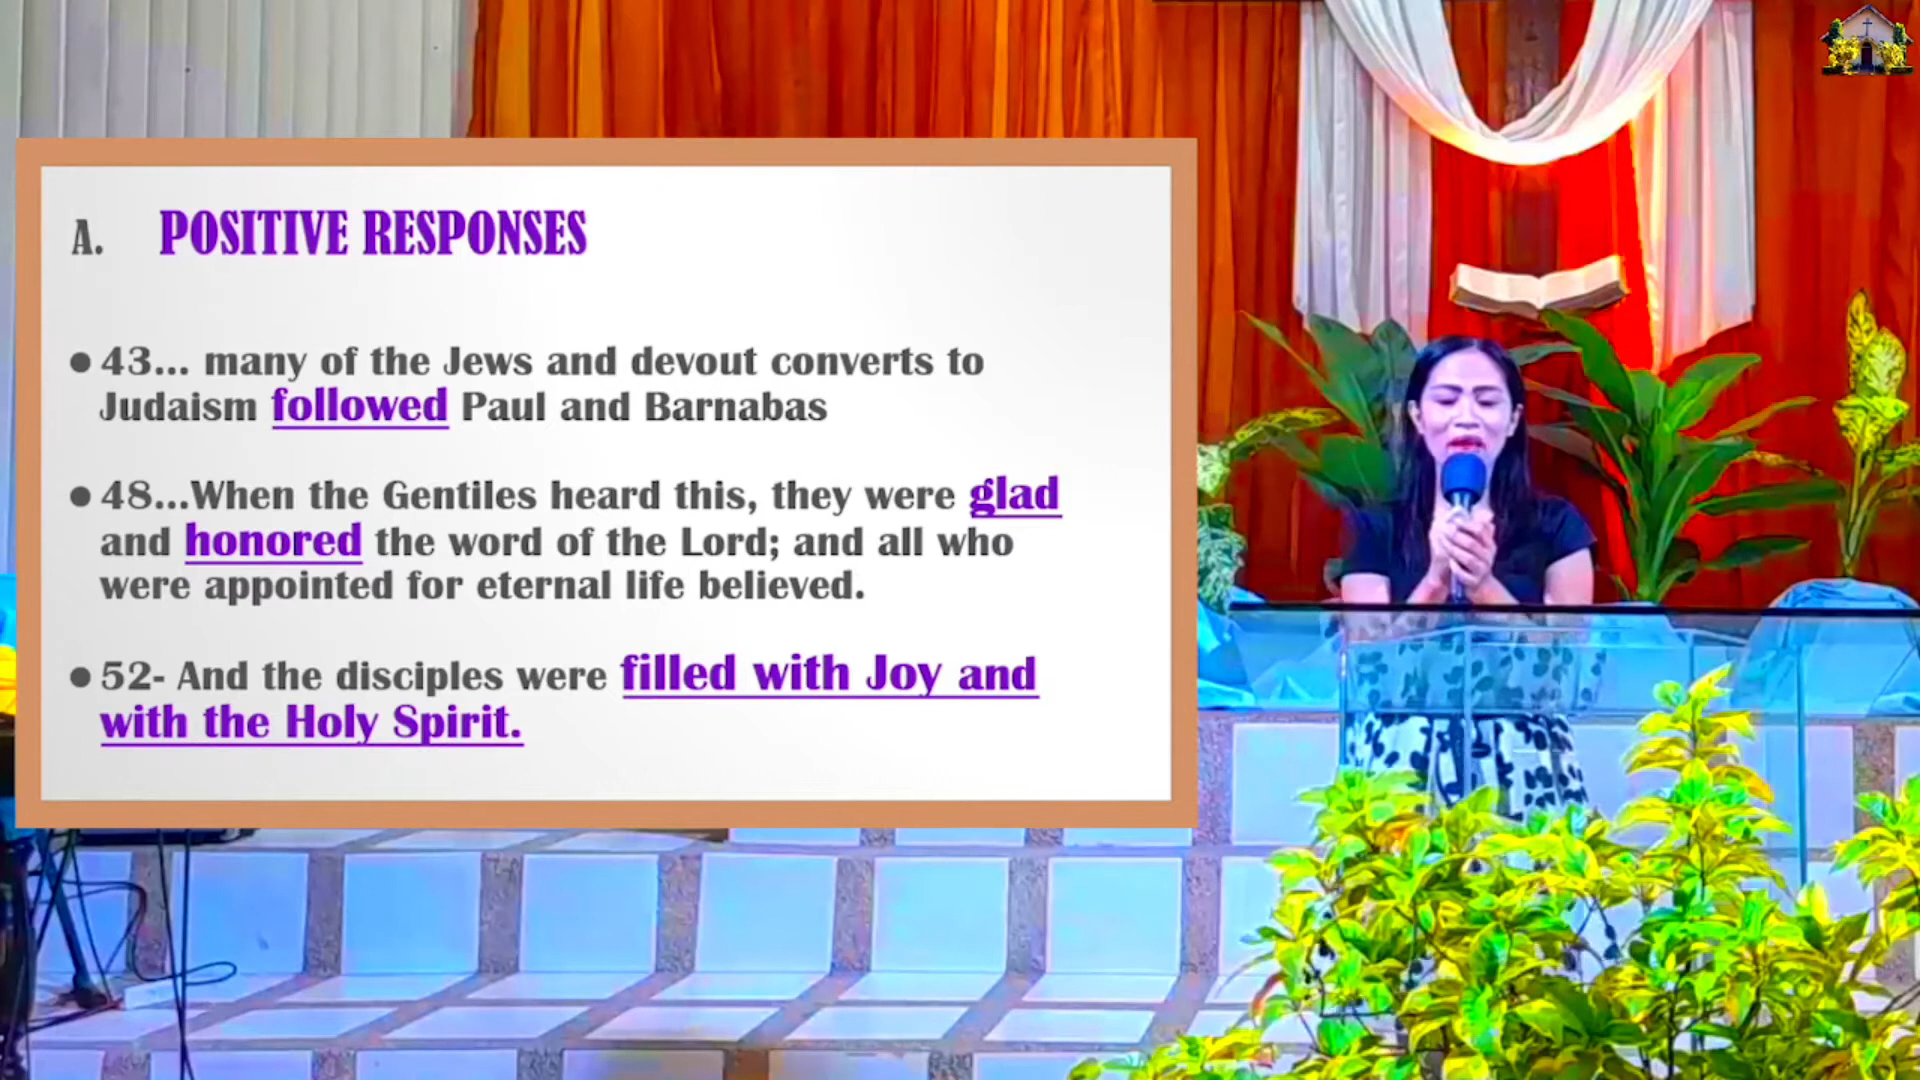 A. POSITIVE RESPONSES
● 43... many of the Jews and devout converts to
Judaism followed Paul and Barnabas
● 48...When the Gentiles heard this, they were glad
and honored the word of the Lord; and all who
were appointed for eternal life believed.
● 52- And the disciples were filled with Joy and
with the Holy Spirit.